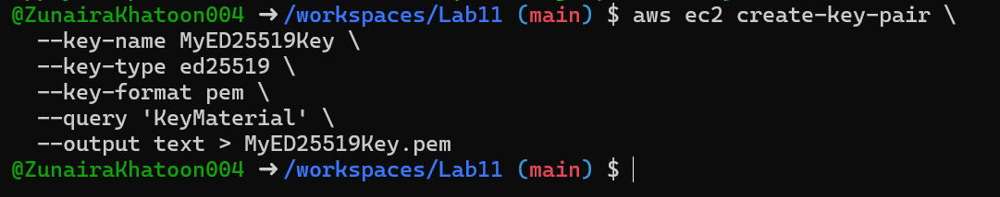 @ZunairaKhatoon004 ➜/workspaces/Lab11 (main) $ aws ec2 create-key-pair \
  --key-name MyED25519Key \
  --key-type ed25519 \
  --key-format pem \
  --query 'KeyMaterial' \
  --output text > MyED25519Key.pem
@ZunairaKhatoon004 ➜/workspaces/Lab11 (main) $